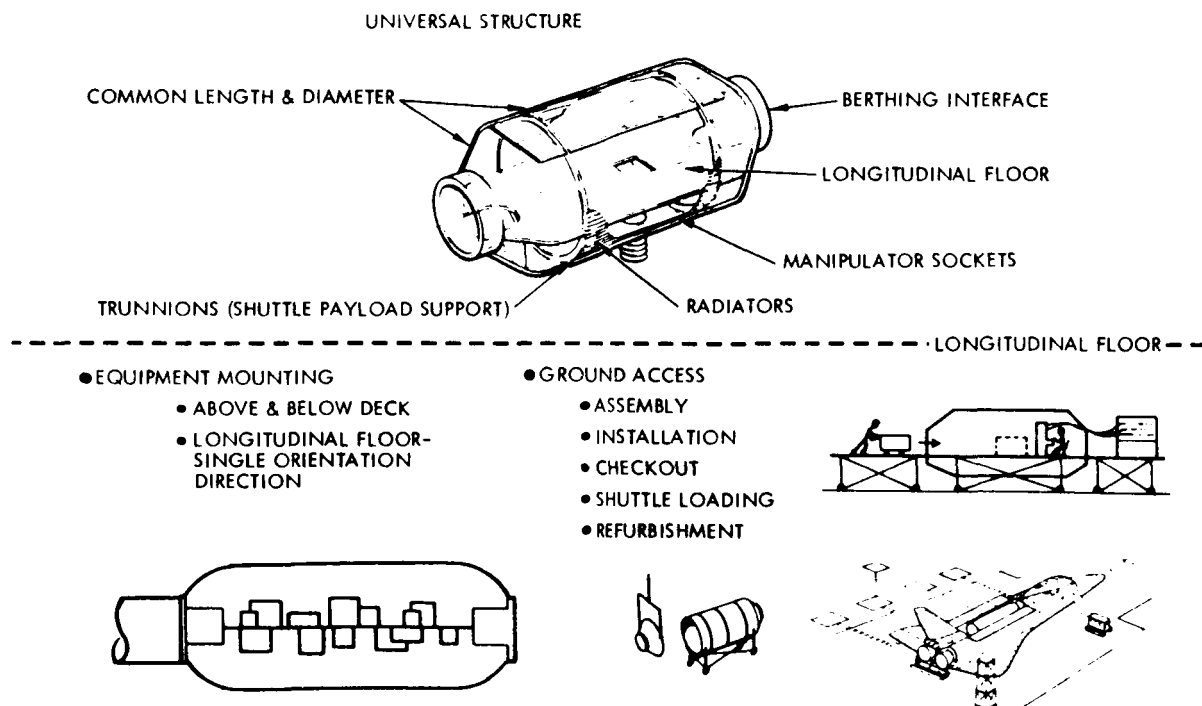 UNIVERSAL STRUCTURE
COMMON LENGTH & DIAMETER
BERTHING INTERFACE
LONGITUDINAL FLOOR
MANIPULATOR SOCKETS
TRUNNIONS (SHUTTLE PAYLOAD SUPPORT)
RADIATORS
LONGITUDINAL FLOOR
●EQUIPMENT MOUNTING
●ABOVE & BELOW DECK
●LONGITUDINAL FLOOR–
SINGLE ORIENTATION
DIRECTION
●GROUND ACCESS
●ASSEMBLY
●INSTALLATION
●CHECKOUT
●SHUTTLE LOADING
●REFURBISHMENT